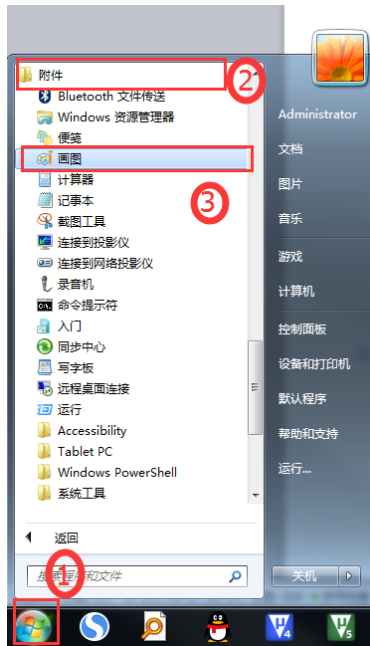 附件
2
Bluetooth 文件传送
Windows 资源管理器
便笺
画图
计算器
3
记事本
截图工具
连接到投影仪
连接到网络投影仪
录音机
命令提示符
入门
同步中心
写字板
远程桌面连接
运行
Accessibility
Tablet PC
Windows PowerShell
系统工具
返回
搜索程序和文件
1
Administrator
文档
图片
音乐
游戏
计算机
控制面板
设备和打印机
默认程序
帮助和支持
运行...
关机
4
5